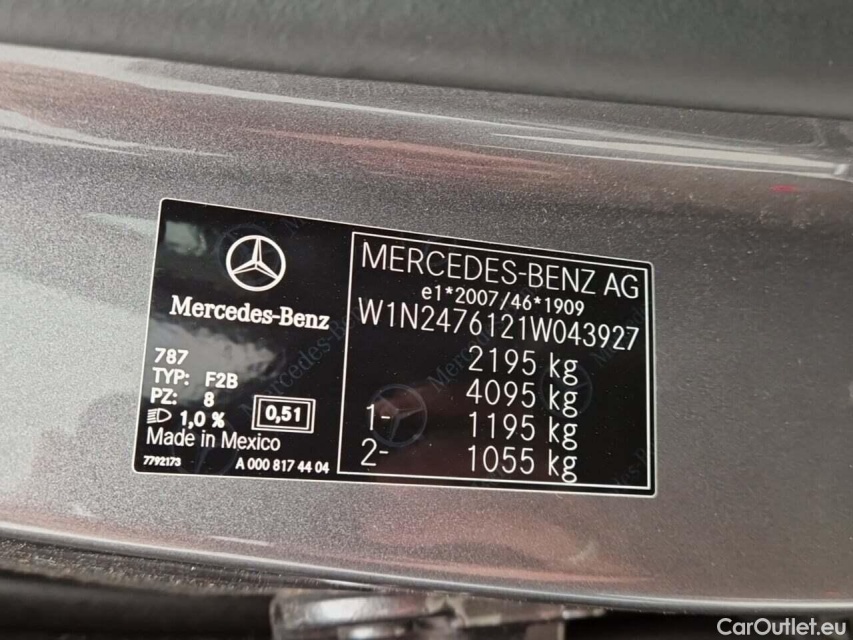 Mercedes-Benz
787
TYP: F2B
PZ: 8
1,0 %
0,51
Made in Mexico
7792173
A 000 817 44 04
MERCEDES-BENZ AG
e1*2007/46*1909
W1N2476121W043927
2195 kg
4095 kg
1- 1195 kg
2- 1055 kg
CarOutlet.eu